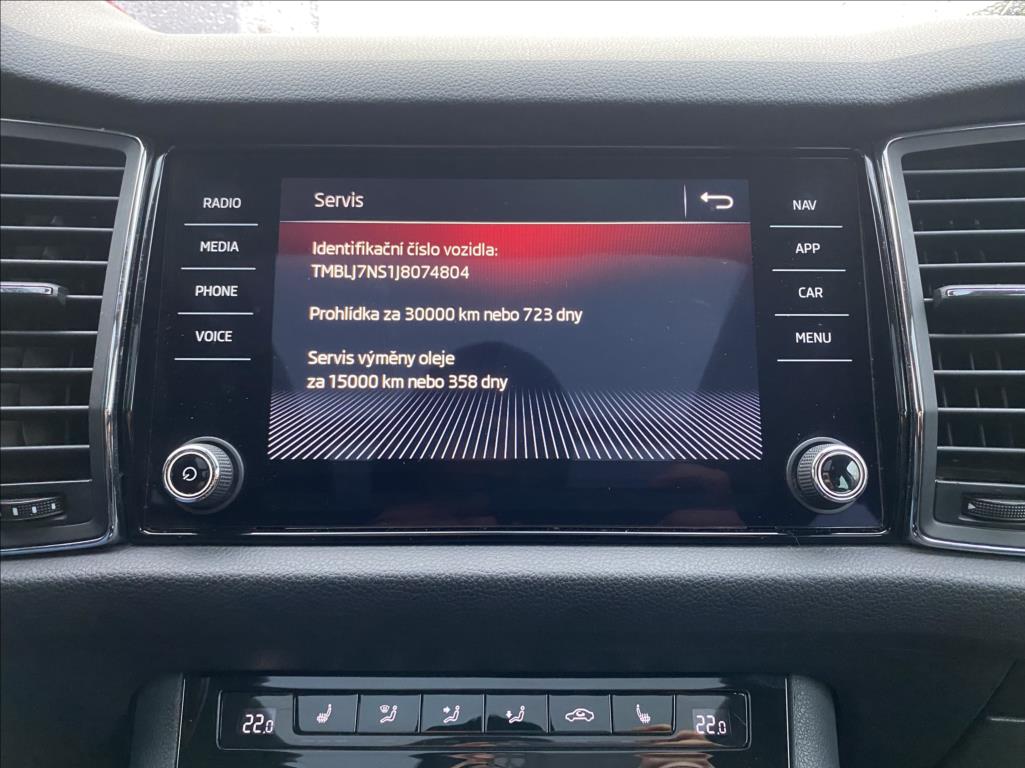 Servis
RADIO
MEDIA
PHONE
VOICE
Identifikační číslo vozidla:
TMBLJ7NS1J8074804
Prohlídka za 30000 km nebo 723 dny
Servis výměny oleje
za 15000 km nebo 358 dny
NAV
APP
CAR
MENU
22.0
22.0